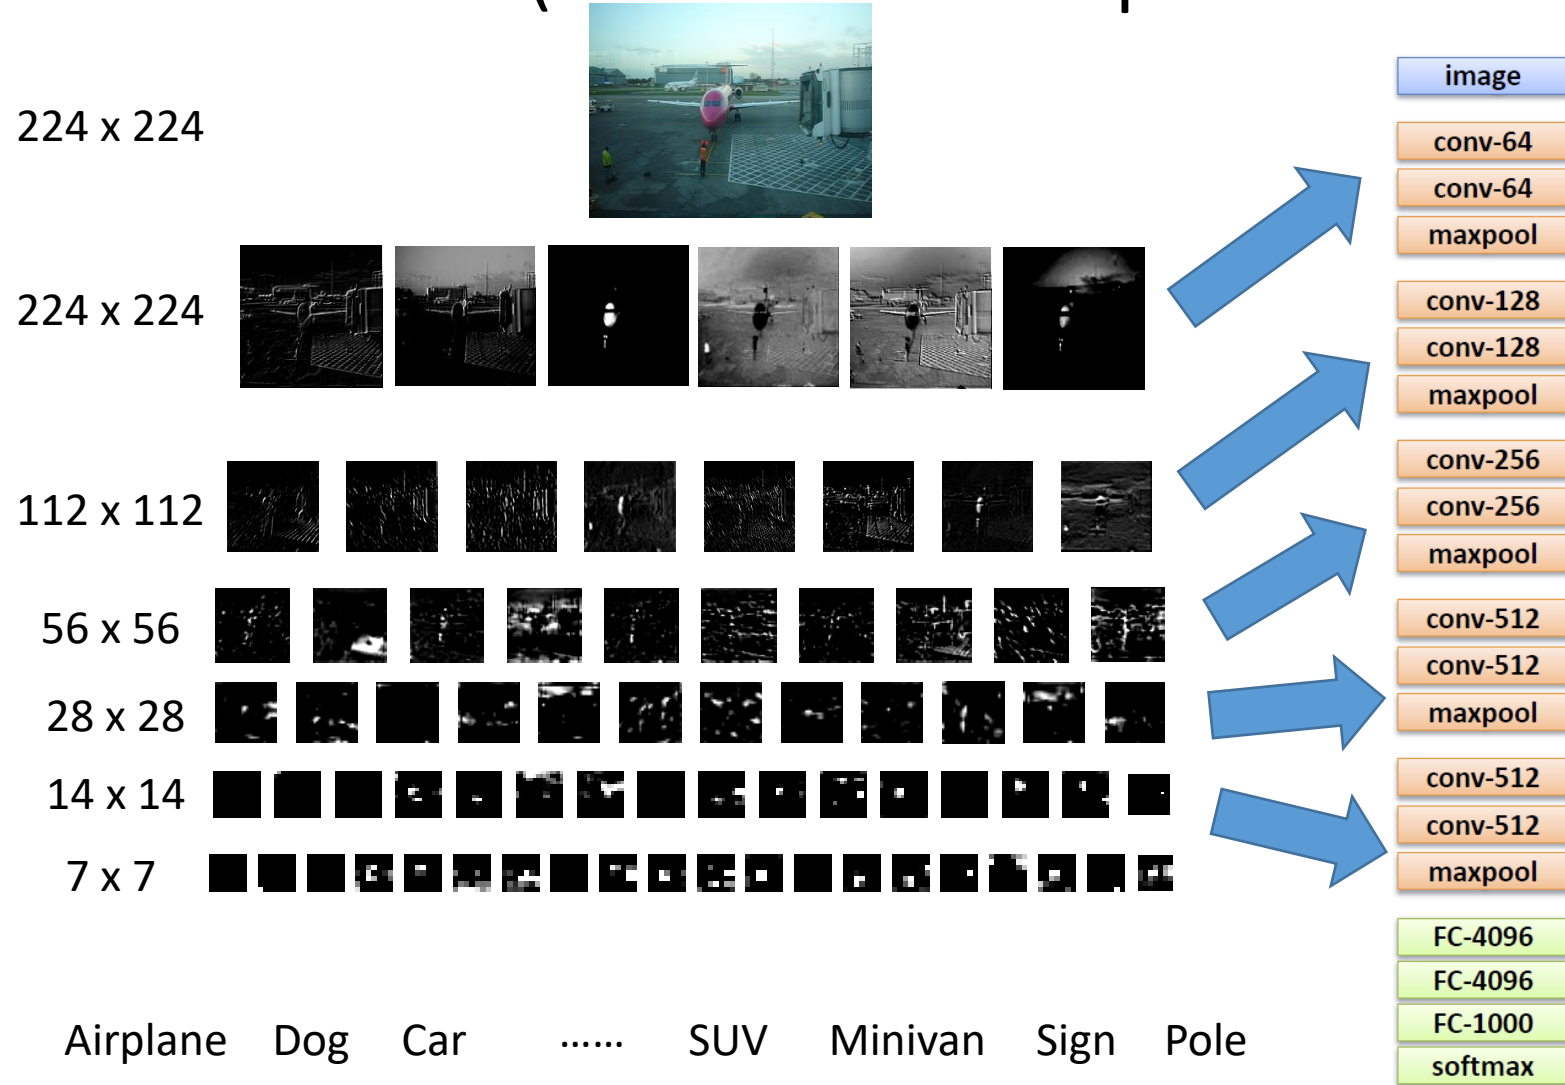 224 x 224
224 x 224
112 x 112
56 x 56
28 x 28
14 x 14
7 x 7
Airplane Dog Car ...... SUV Minivan Sign Pole
image
conv-64
conv-64
maxpool
conv-128
conv-128
maxpool
conv-256
conv-256
maxpool
conv-512
conv-512
maxpool
conv-512
conv-512
maxpool
FC-4096
FC-4096
FC-1000
softmax